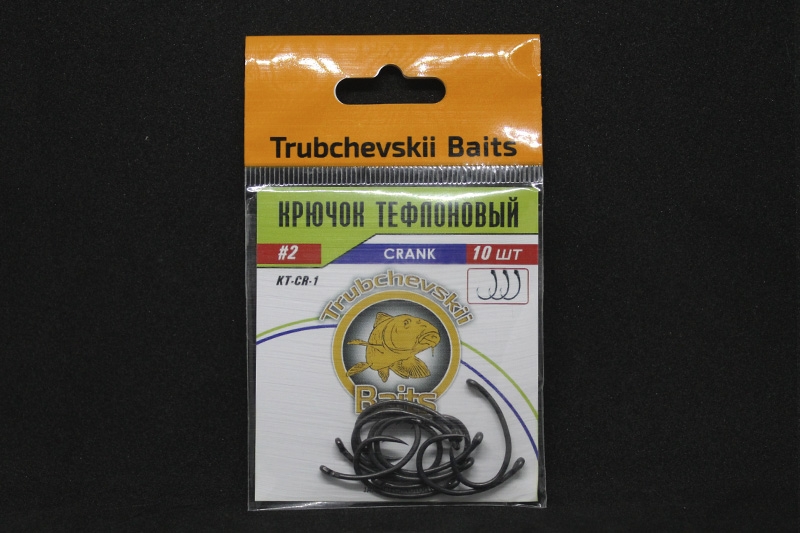 Trubchevskii Baits
КРЮЧОК ТЕФЛОНОВЫЙ
#2 CRANK 10 ШТ
KT-CR-1
Trubchevskii
Baits